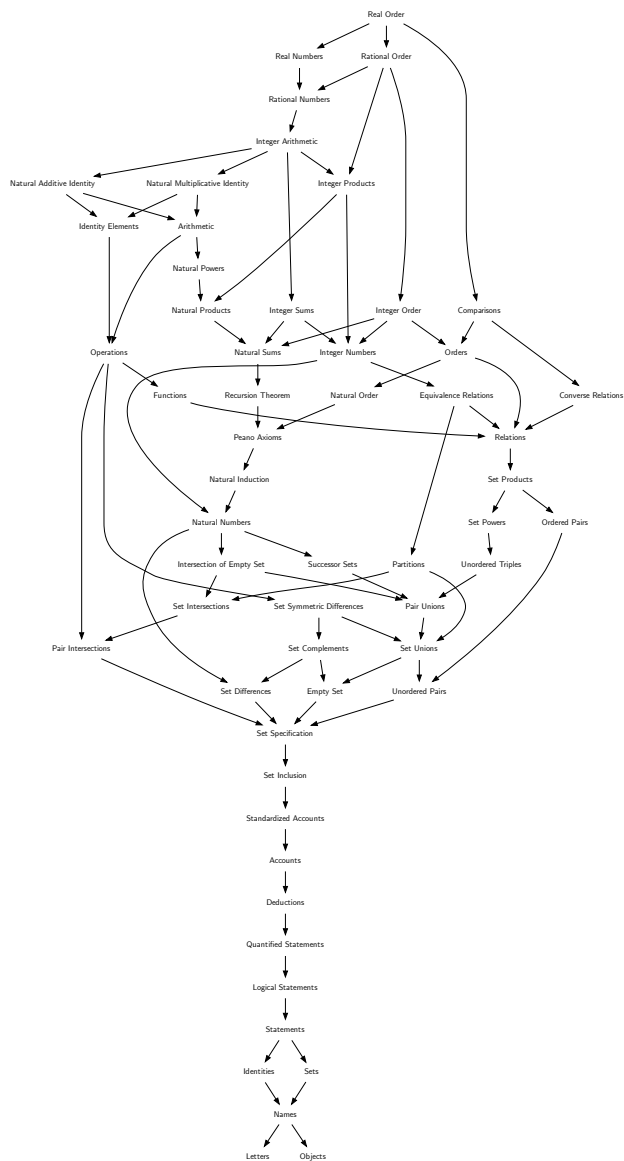 Real Order
Real Numbers Rational Order
Rational Numbers
Integer Arithmetic
Natural Additive Identity Natural Multiplicative Identity Integer Products
Identity Elements Arithmetic
Natural Powers
Natural Products Integer Sums Integer Order Comparisons
Operations Natural Sums Integer Numbers Orders
Functions Recursion Theorem Natural Order Equivalence Relations Converse Relations
Peano Axioms Relations
Natural Induction Set Products
Natural Numbers Set Powers Ordered Pairs
Intersection of Empty Set Successor Sets Partitions Unordered Triples
Set Intersections Set Symmetric Differences Pair Unions
Pair Intersections Set Complements Set Unions
Set Differences Empty Set Unordered Pairs
Set Specification
Set Inclusion
Standardized Accounts
Accounts
Deductions
Quantified Statements
Logical Statements
Statements
Identities Sets
Names
Letters Objects